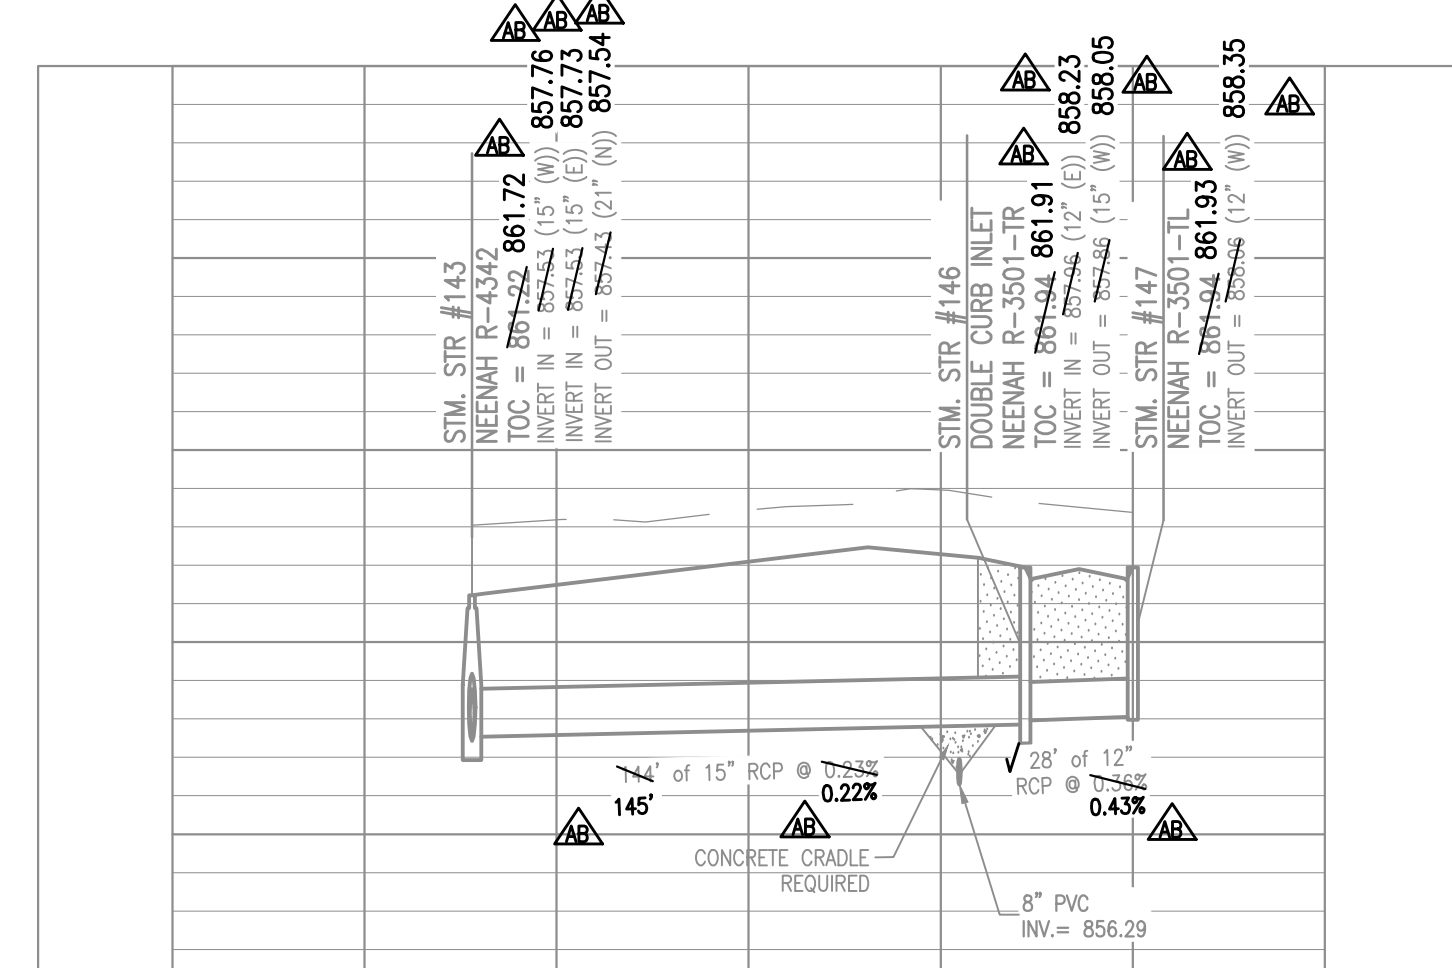 AB
AB
AB
AB
857.76
857.73
857.54
861.72
STM. STR #143
NEENAH R-4342
TOC = 861.22
INVERT IN = 857.53 (15" (W))
INVERT IN = 857.53 (15" (E))
INVERT OUT = 857.43 (21" (N))
AB
AB
858.23
858.05
861.91
STM. STR #146
DOUBLE CURB INLET
NEENAH R-3501-TR
TOC = 861.94
INVERT IN = 857.96 (12" (E))
INVERT OUT = 857.86 (15" (W))
AB
AB
AB
858.35
861.93
STM. STR #147
NEENAH R-3501-TL
TOC = 861.94
INVERT OUT = 858.06 (12" (W))
144' of 15" RCP @ 0.23%
145'
0.22%
AB
AB
28' of 12"
RCP @ 0.36%
0.43%
AB
CONCRETE CRADLE
REQUIRED
8" PVC
INV.= 856.29